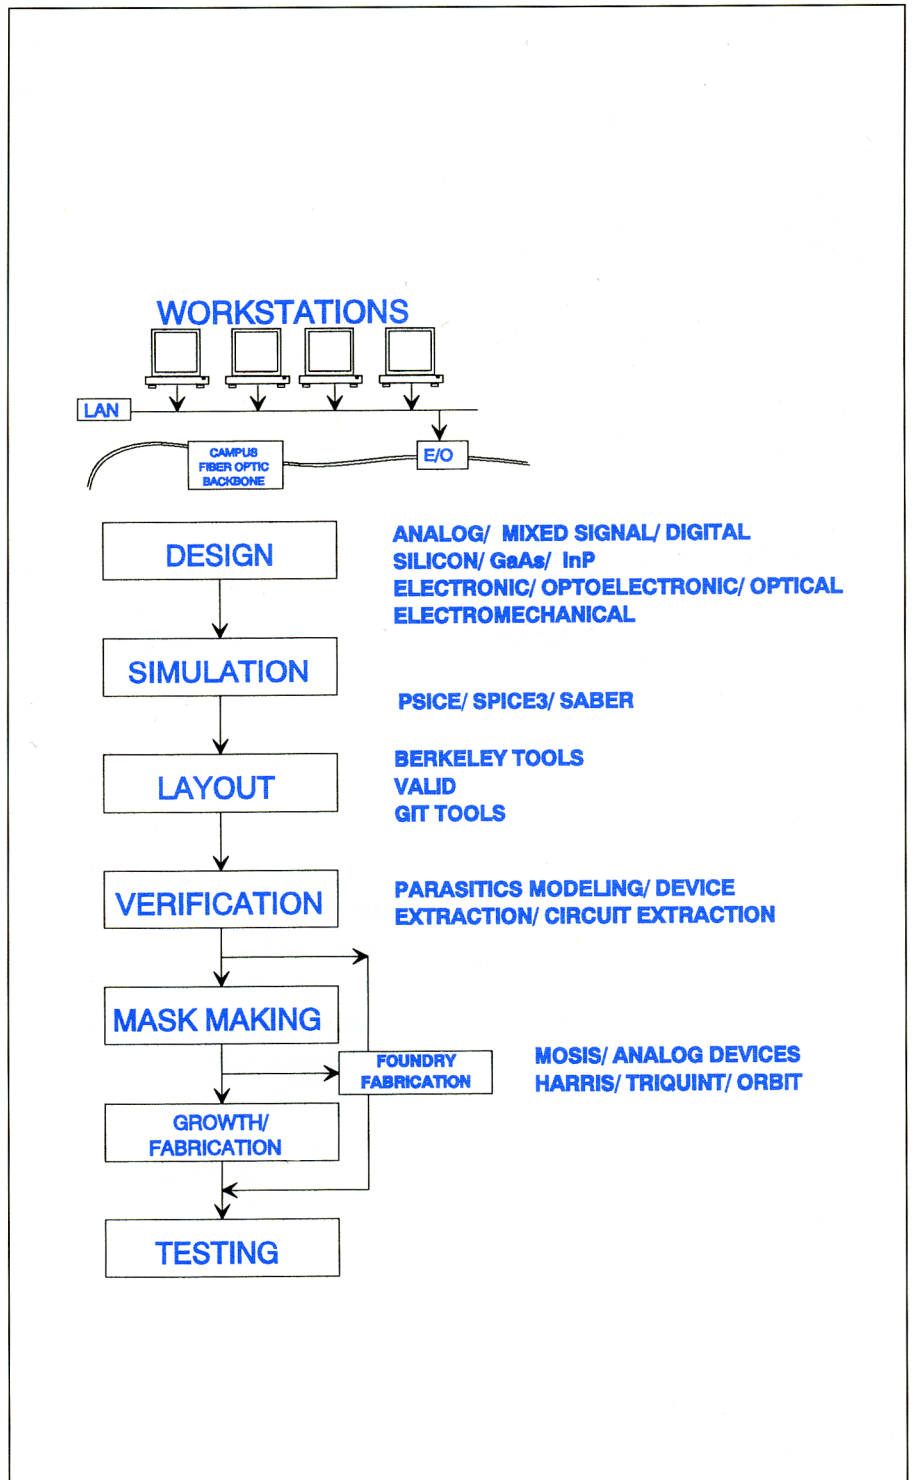 WORKSTATIONS
LAN
CAMPUS
FIBER OPTIC
BACKBONE
E/O
DESIGN
ANALOG/ MIXED SIGNAL/ DIGITAL
SILICON/ GaAs/ InP
ELECTRONIC/ OPTOELECTRONIC/ OPTICAL
ELECTROMECHANICAL
SIMULATION
PSICE/ SPICE3/ SABER
LAYOUT
BERKELEY TOOLS
VALID
GIT TOOLS
VERIFICATION
PARASITICS MODELING/ DEVICE
EXTRACTION/ CIRCUIT EXTRACTION
MASK MAKING
FOUNDRY
FABRICATION
MOSIS/ ANALOG DEVICES
HARRIS/ TRIQUINT/ ORBIT
GROWTH/
FABRICATION
TESTING